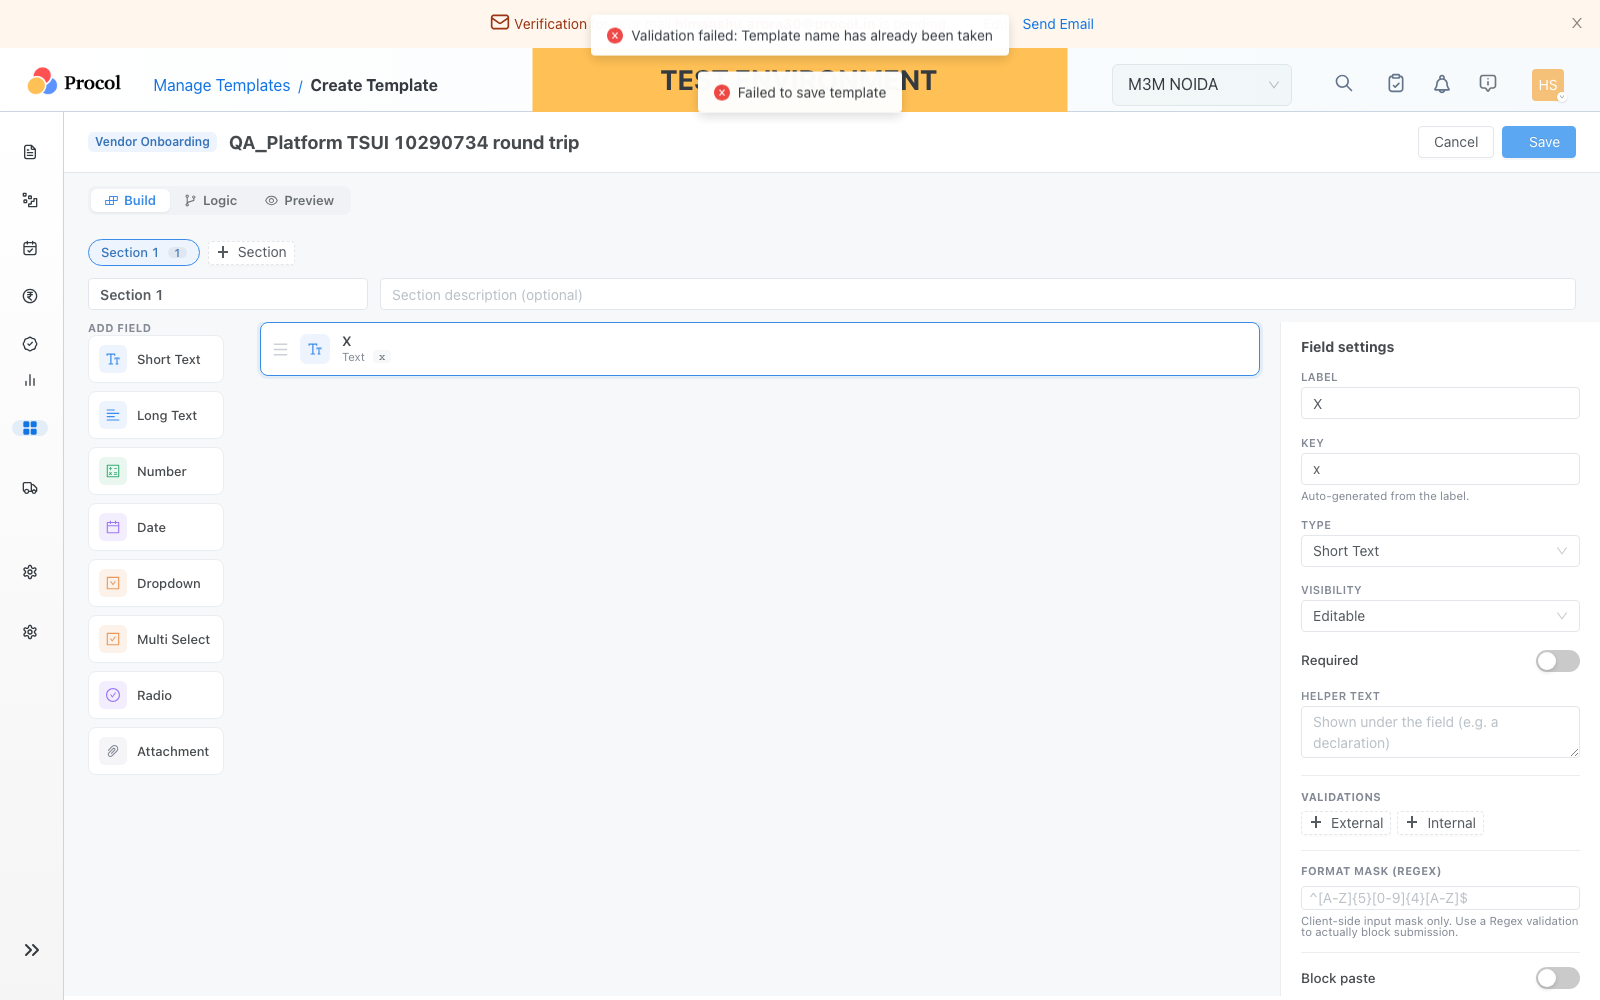 Verification
Send Email
Validation failed: Template name has already been taken
Procol
Manage Templates / Create Template
TEST ENVIRONMENT
Failed to save template
M3M NOIDA
HS
Vendor Onboarding
QA_Platform TSUI 10290734 round trip
Cancel
Save
Build
Logic
Preview
Section 1 1
+ Section
Section 1
Section description (optional)
ADD FIELD
Short Text
Long Text
Number
Date
Dropdown
Multi Select
Radio
Attachment
X
Text x
Field settings
LABEL
X
KEY
x
Auto-generated from the label.
TYPE
Short Text
VISIBILITY
Editable
Required
HELPER TEXT
Shown under the field (e.g. a
declaration)
VALIDATIONS
+ External
+ Internal
FORMAT MASK (REGEX)
^[A-Z]{5}[0-9]{4}[A-Z]$
Client-side input mask only. Use a Regex validation
to actually block submission.
Block paste